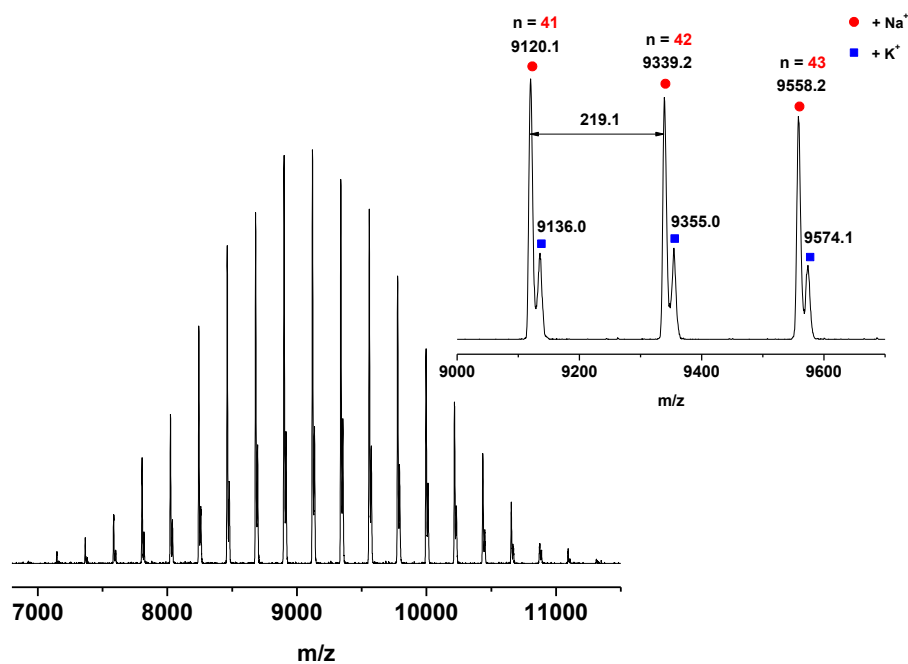 n = 41
9120.1
n = 42
9339.2
n = 43
9558.2
+ Na+
+ K+
219.1
9136.0
9355.0
9574.1
9000
9200
9400
9600
m/z
7000
8000
9000
10000
11000
m/z